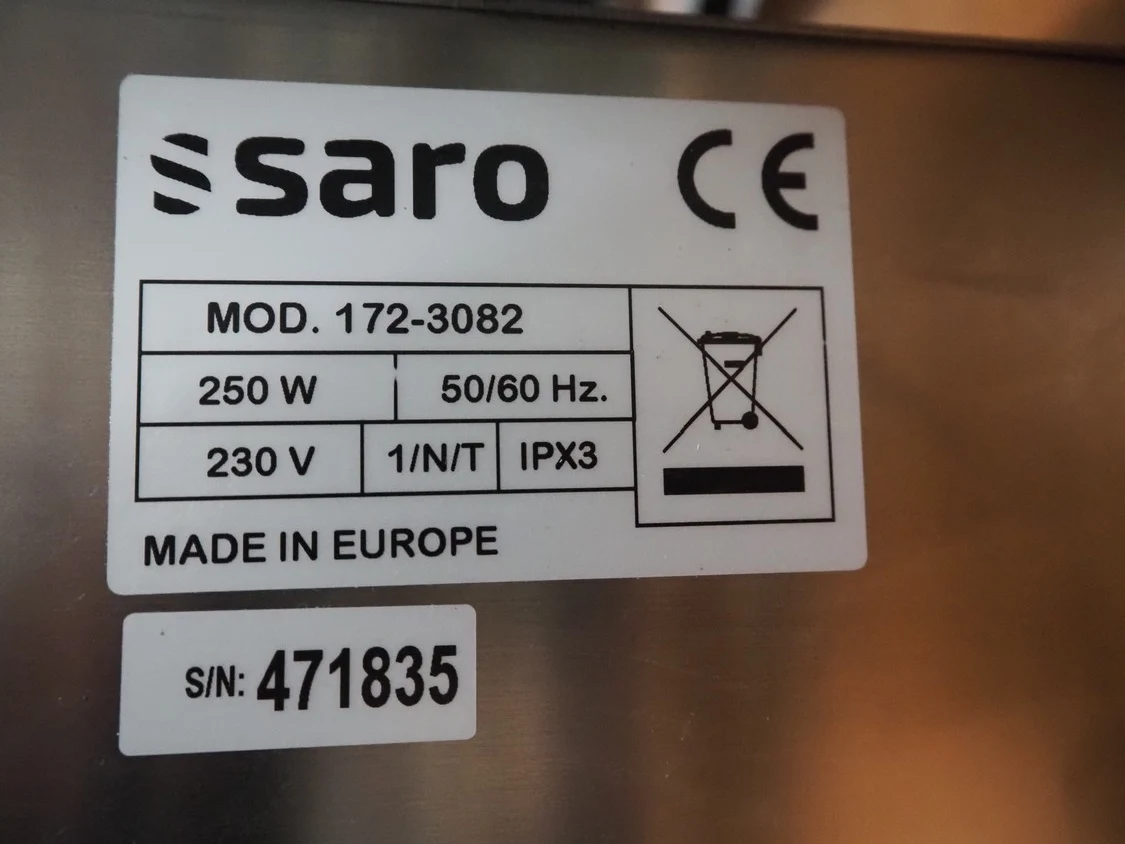 saro CE
MOD. 172-3082
250 W 50/60 Hz.
230 V 1/N/T IPX3
MADE IN EUROPE
S/N: 471835